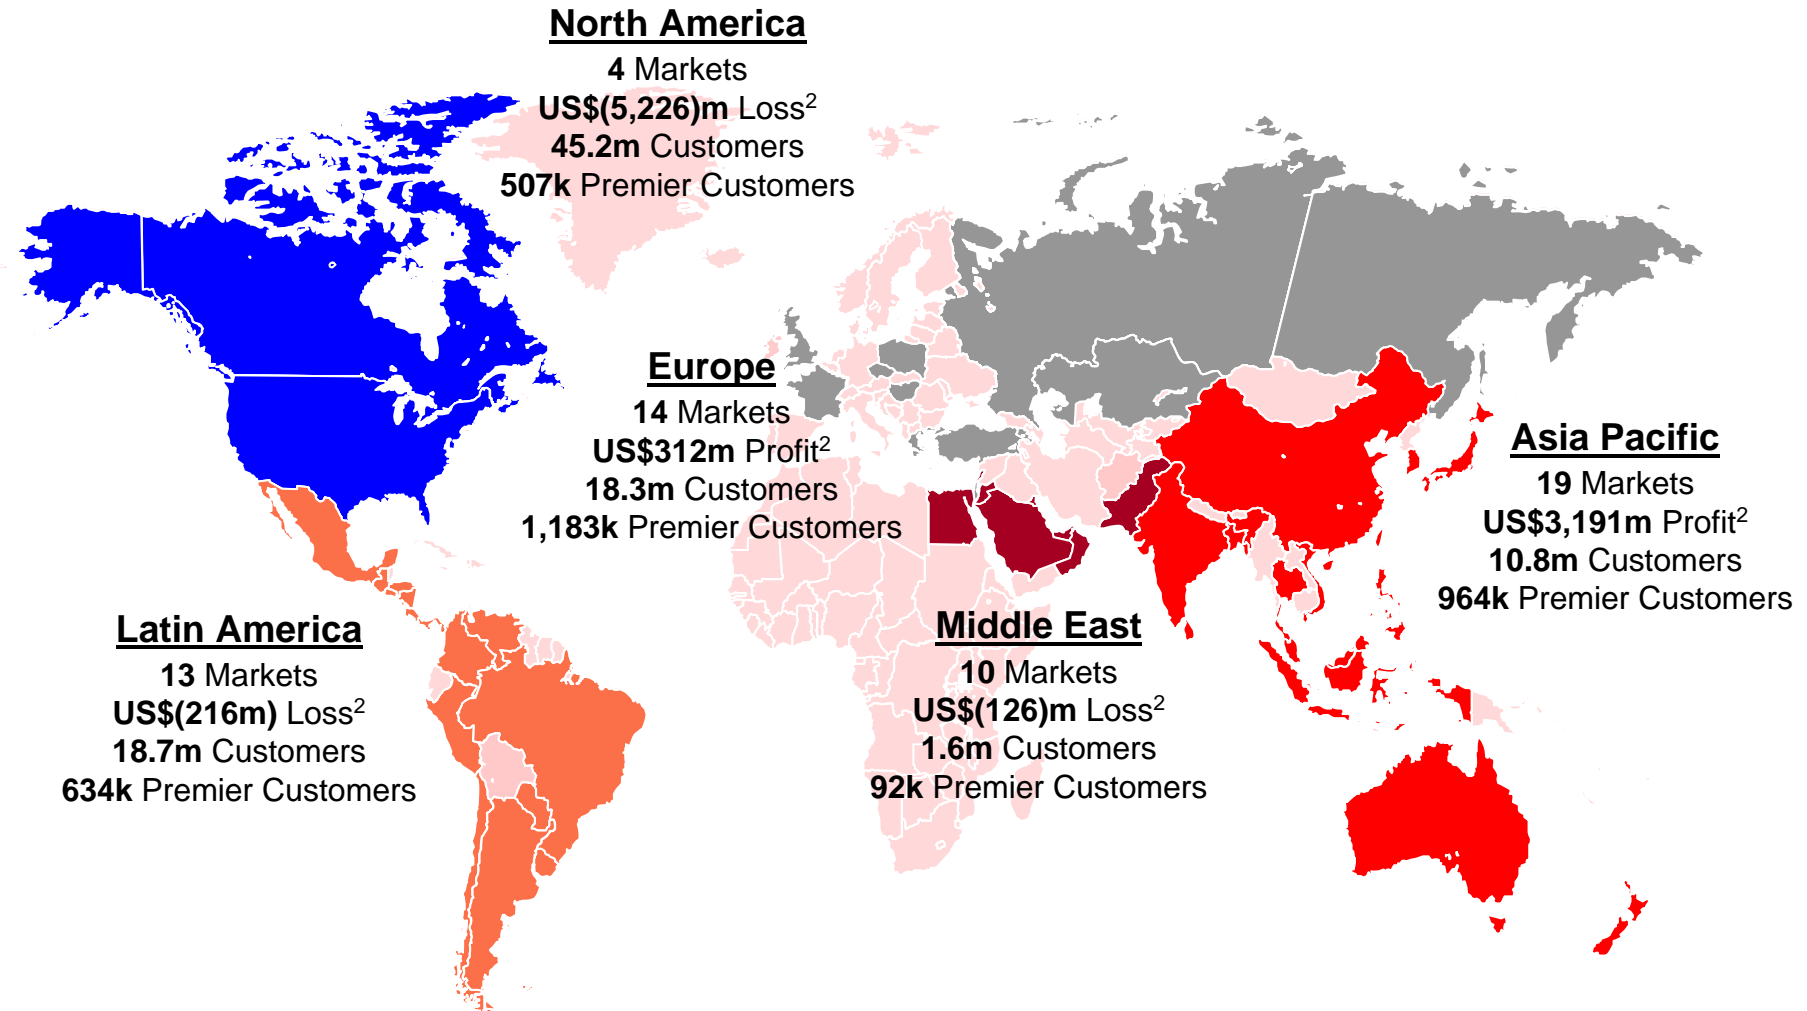 North America
4 Markets
US$(5,226)m Loss²
45.2m Customers
507k Premier Customers
Europe
14 Markets
US$312m Profit²
18.3m Customers
1,183k Premier Customers
Asia Pacific
19 Markets
US$3,191m Profit²
10.8m Customers
964k Premier Customers
Latin America
13 Markets
US$(216m) Loss²
18.7m Customers
634k Premier Customers
Middle East
10 Markets
US$(126)m Loss²
1.6m Customers
92k Premier Customers